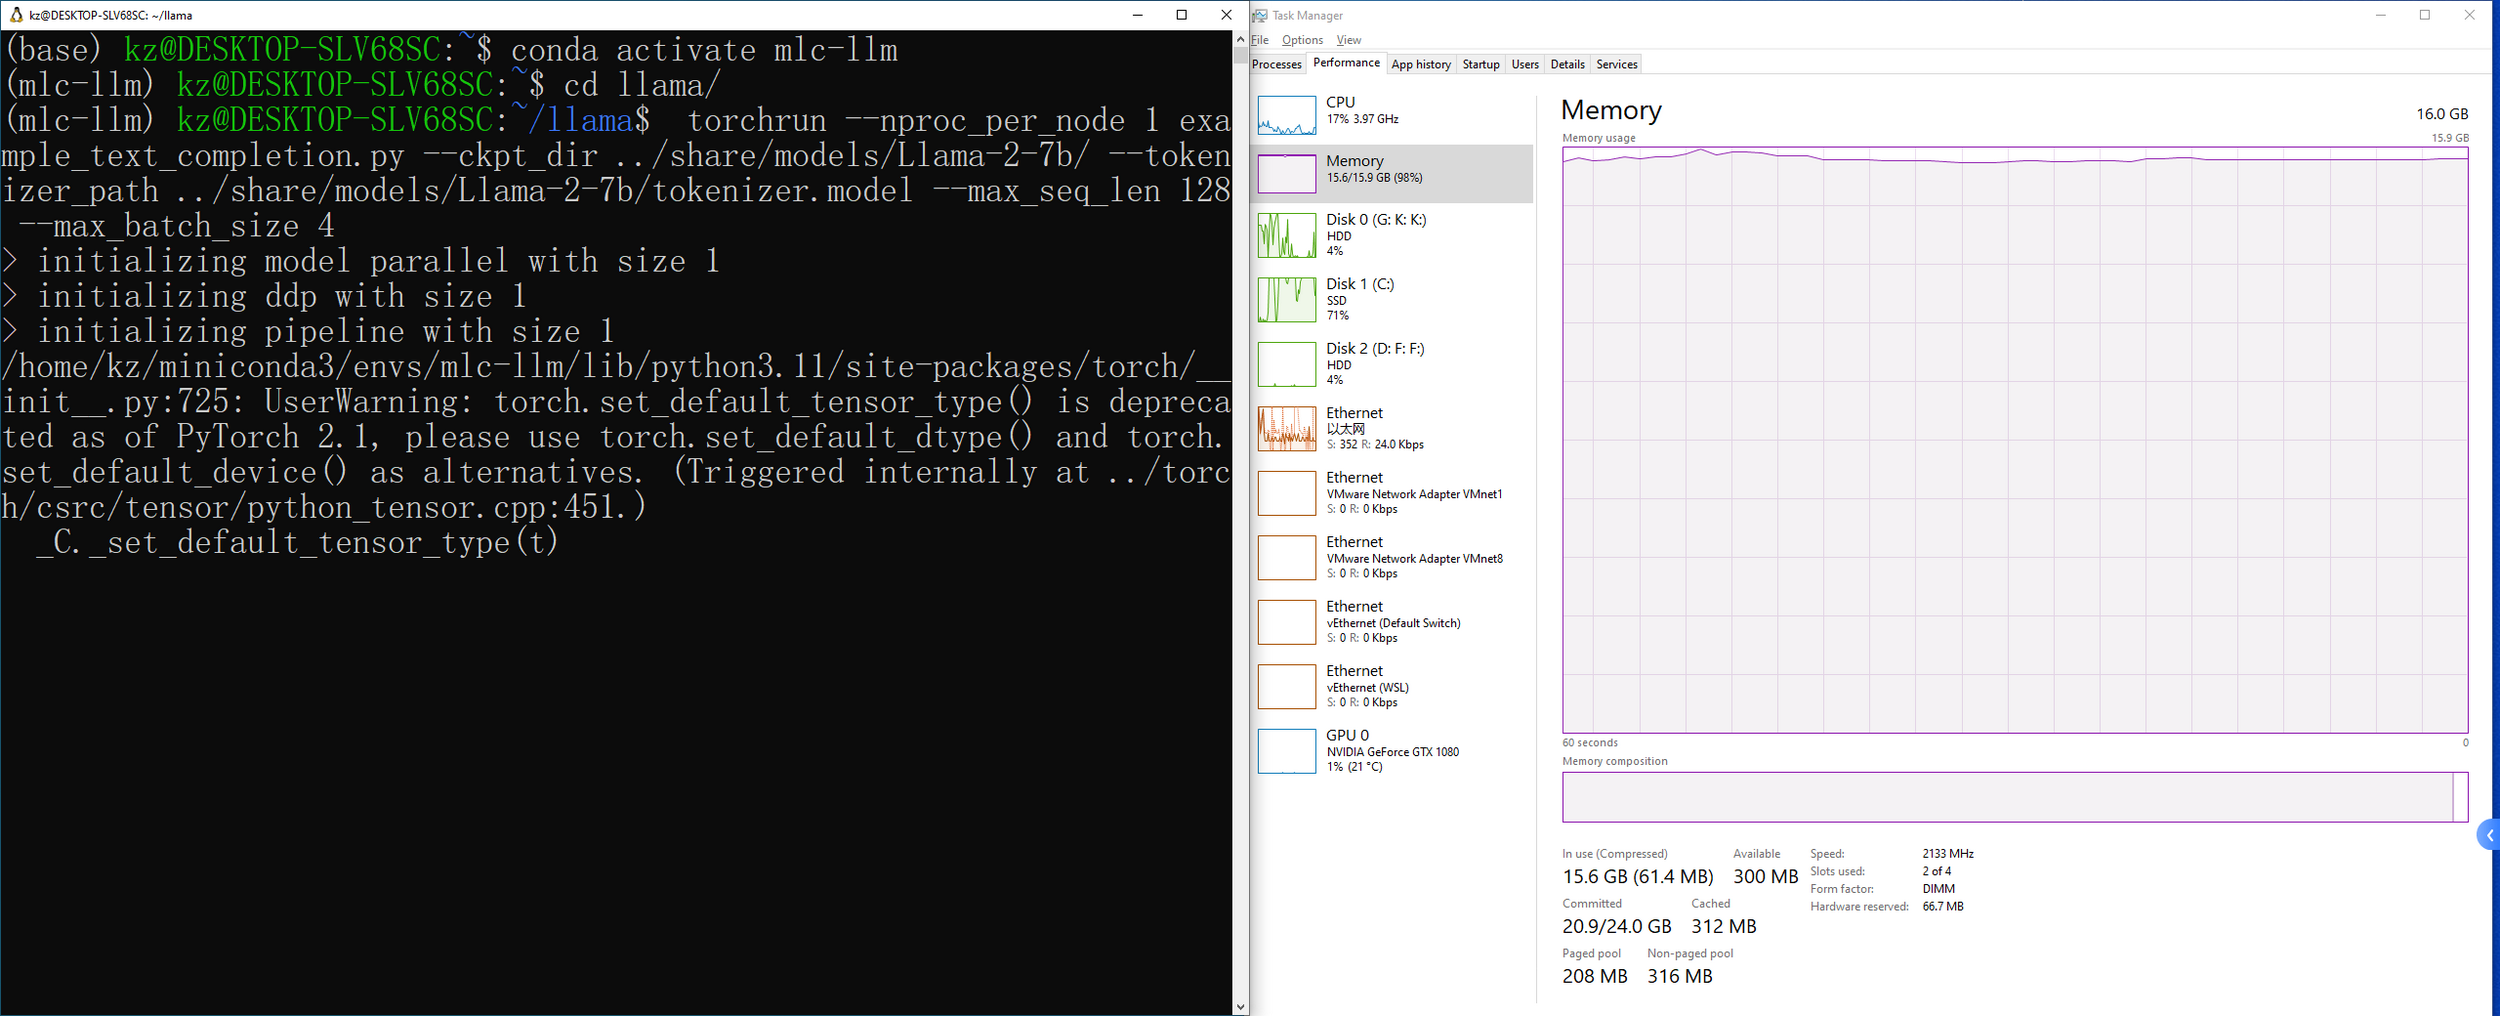 kz@DESKTOP-SLV68SC: ~/llama
(base) kz@DESKTOP-SLV68SC:~$ conda activate mlc-llm
(mlc-llm) kz@DESKTOP-SLV68SC:~$ cd llama/
(mlc-llm) kz@DESKTOP-SLV68SC:~/llama$  torchrun --nproc_per_node 1 exa
mple_text_completion.py --ckpt_dir ../share/models/Llama-2-7b/ --token
izer_path ../share/models/Llama-2-7b/tokenizer.model --max_seq_len 128
 --max_batch_size 4
> initializing model parallel with size 1
> initializing ddp with size 1
> initializing pipeline with size 1
/home/kz/miniconda3/envs/mlc-llm/lib/python3.11/site-packages/torch/__
init__.py:725: UserWarning: torch.set_default_tensor_type() is depreca
ted as of PyTorch 2.1, please use torch.set_default_dtype() and torch.
set_default_device() as alternatives. (Triggered internally at ../torc
h/csrc/tensor/python_tensor.cpp:451.)
  _C._set_default_tensor_type(t)
Task Manager
File Options View
Processes Performance App history Startup Users Details Services
CPU
17% 3.97 GHz
Memory
15.6/15.9 GB (98%)
Disk 0 (G: K: K:)
HDD
4%
Disk 1 (C:)
SSD
71%
Disk 2 (D: F: F:)
HDD
4%
Ethernet
以太网
S: 352 R: 24.0 Kbps
Ethernet
VMware Network Adapter VMnet1
S: 0 R: 0 Kbps
Ethernet
VMware Network Adapter VMnet8
S: 0 R: 0 Kbps
Ethernet
vEthernet (Default Switch)
S: 0 R: 0 Kbps
Ethernet
vEthernet (WSL)
S: 0 R: 0 Kbps
GPU 0
NVIDIA GeForce GTX 1080
1% (21 °C)
Memory 16.0 GB
Memory usage 15.9 GB
60 seconds 0
Memory composition
In use (Compressed) Available
15.6 GB (61.4 MB) 300 MB
Committed Cached
20.9/24.0 GB 312 MB
Paged pool Non-paged pool
208 MB 316 MB
Speed: 2133 MHz
Slots used: 2 of 4
Form factor: DIMM
Hardware reserved: 66.7 MB